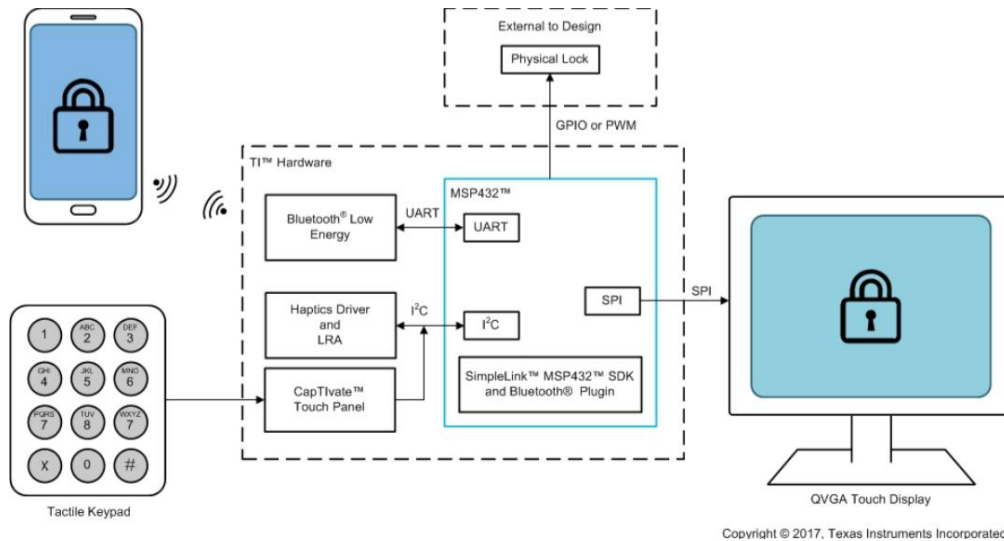 External to Design
Physical Lock
GPIO or PWM
TI™ Hardware
MSP432™
Bluetooth® Low
Energy
UART
UART
Haptics Driver
and
LRA
I²C
I²C
CapTIvate™
Touch Panel
SPI
SPI
SimpleLink™ MSP432™ SDK
and Bluetooth® Plugin
1
ABC
2
DEF
3
GHI
4
JKL
5
MNO
6
PQRS
7
TUV
8
WXYZ
7
X
0
#
Tactile Keypad
QVGA Touch Display
Copyright © 2017, Texas Instruments Incorporated